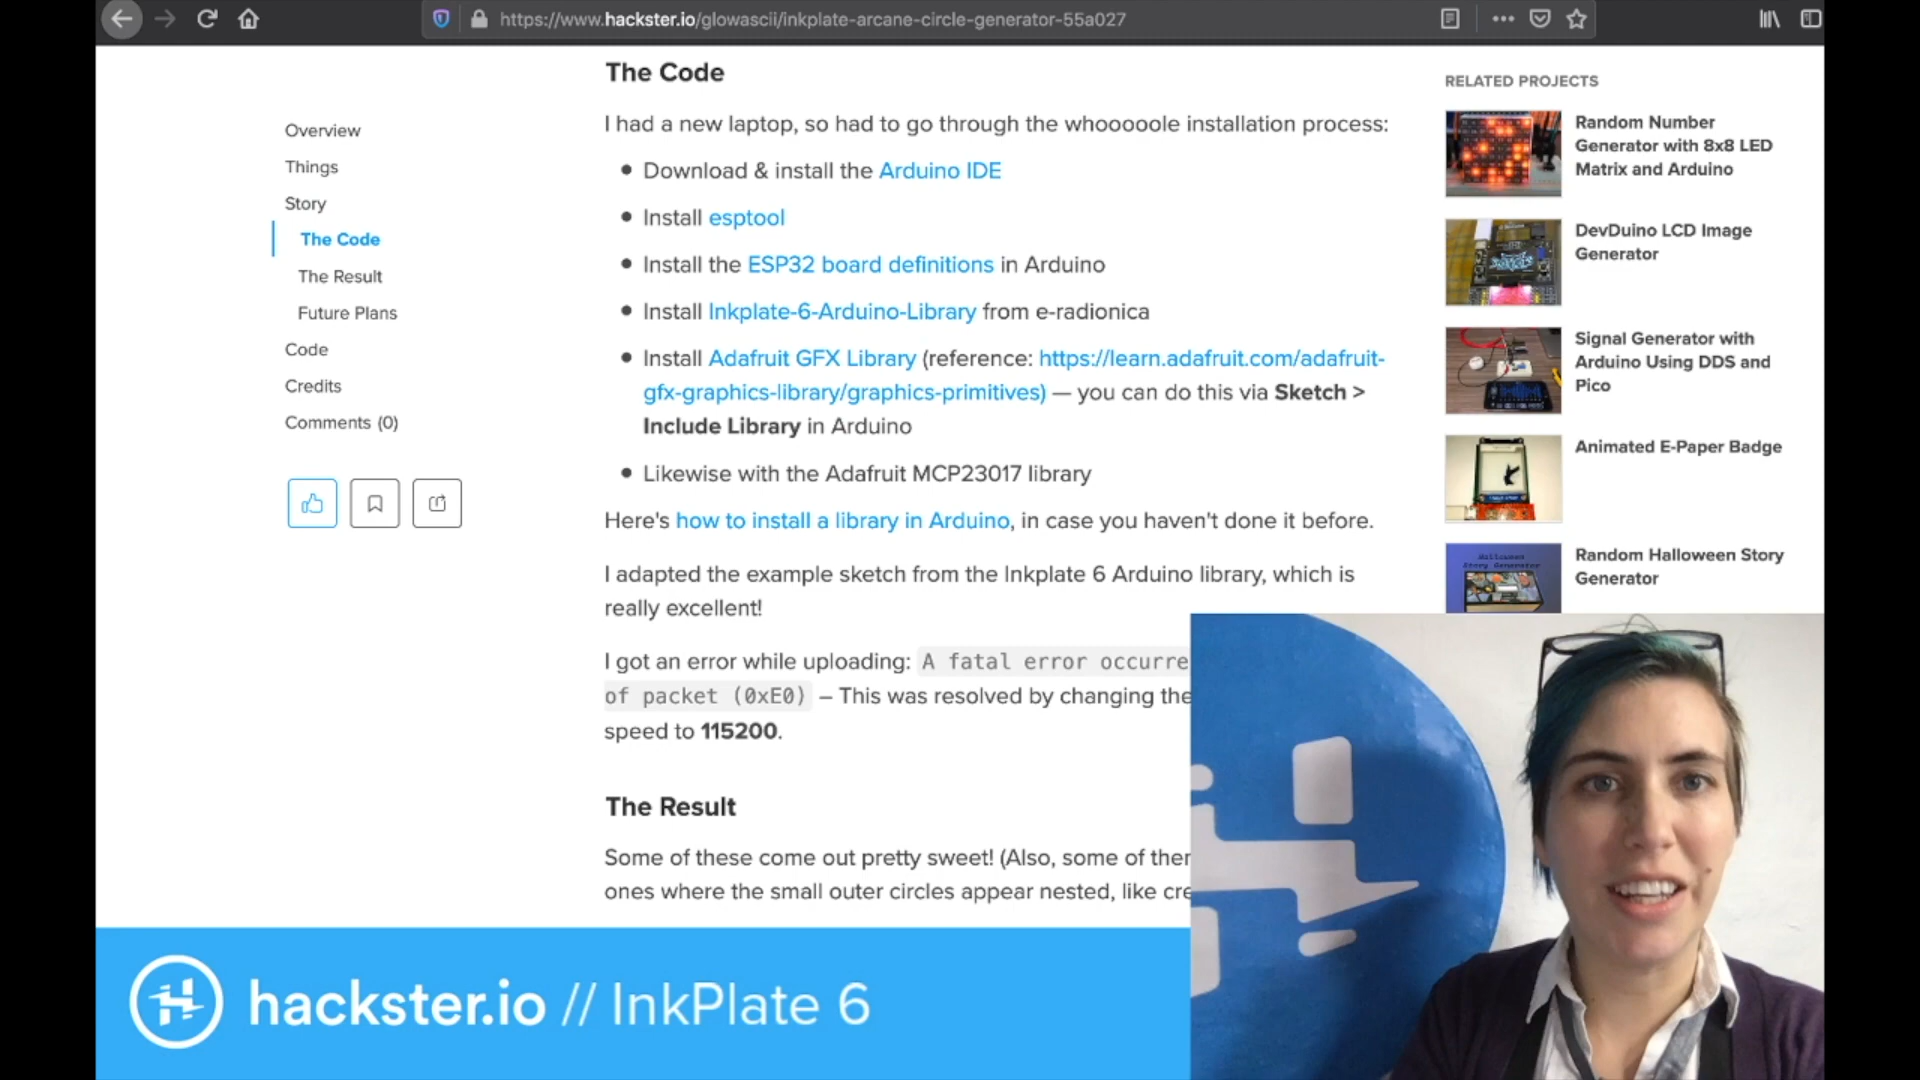 https://www.hackster.io/glowascii/inkplate-arcane-circle-generator-55a027
Overview
Things
Story
The Code
The Result
Future Plans
Code
Credits
Comments (0)
The Code
I had a new laptop, so had to go through the whooooole installation process:
Download & install the Arduino IDE
Install esptool
Install the ESP32 board definitions in Arduino
Install Inkplate-6-Arduino-Library from e-radionica
Install Adafruit GFX Library (reference: https://learn.adafruit.com/adafruit-
gfx-graphics-library/graphics-primitives) — you can do this via Sketch >
Include Library in Arduino
Likewise with the Adafruit MCP23017 library
Here's how to install a library in Arduino, in case you haven't done it before.
I adapted the example sketch from the Inkplate 6 Arduino library, which is
really excellent!
I got an error while uploading: A fatal error occurre
of packet (0xE0) – This was resolved by changing the
speed to 115200.
The Result
Some of these come out pretty sweet! (Also, some of ther
ones where the small outer circles appear nested, like cre
RELATED PROJECTS
Random Number
Generator with 8x8 LED
Matrix and Arduino
DevDuino LCD Image
Generator
Signal Generator with
Arduino Using DDS and
Pico
Animated E-Paper Badge
Random Halloween Story
Generator
Halloween
Story Generator
hackster.io // InkPlate 6